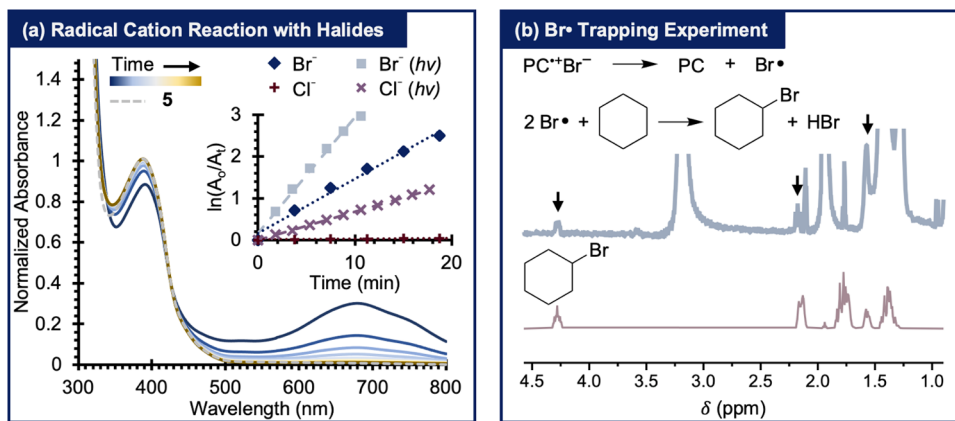 (a) Radical Cation Reaction with Halides
Time
5
Br⁻
Br⁻ (hν)
Cl⁻
Cl⁻ (hν)
Normalized Absorbance
1.4
1.2
1
0.8
0.6
0.4
0.2
0
300 400 500 600 700 800
Wavelength (nm)
ln(A₀/Aₜ)
3
2
1
0
0 10 20
Time (min)
(b) Br• Trapping Experiment
PC•⁺Br⁻ → PC + Br•
Br
2 Br• + → + HBr
Br
4.5 4.0 3.5 3.0 2.5 2.0 1.5 1.0
δ (ppm)